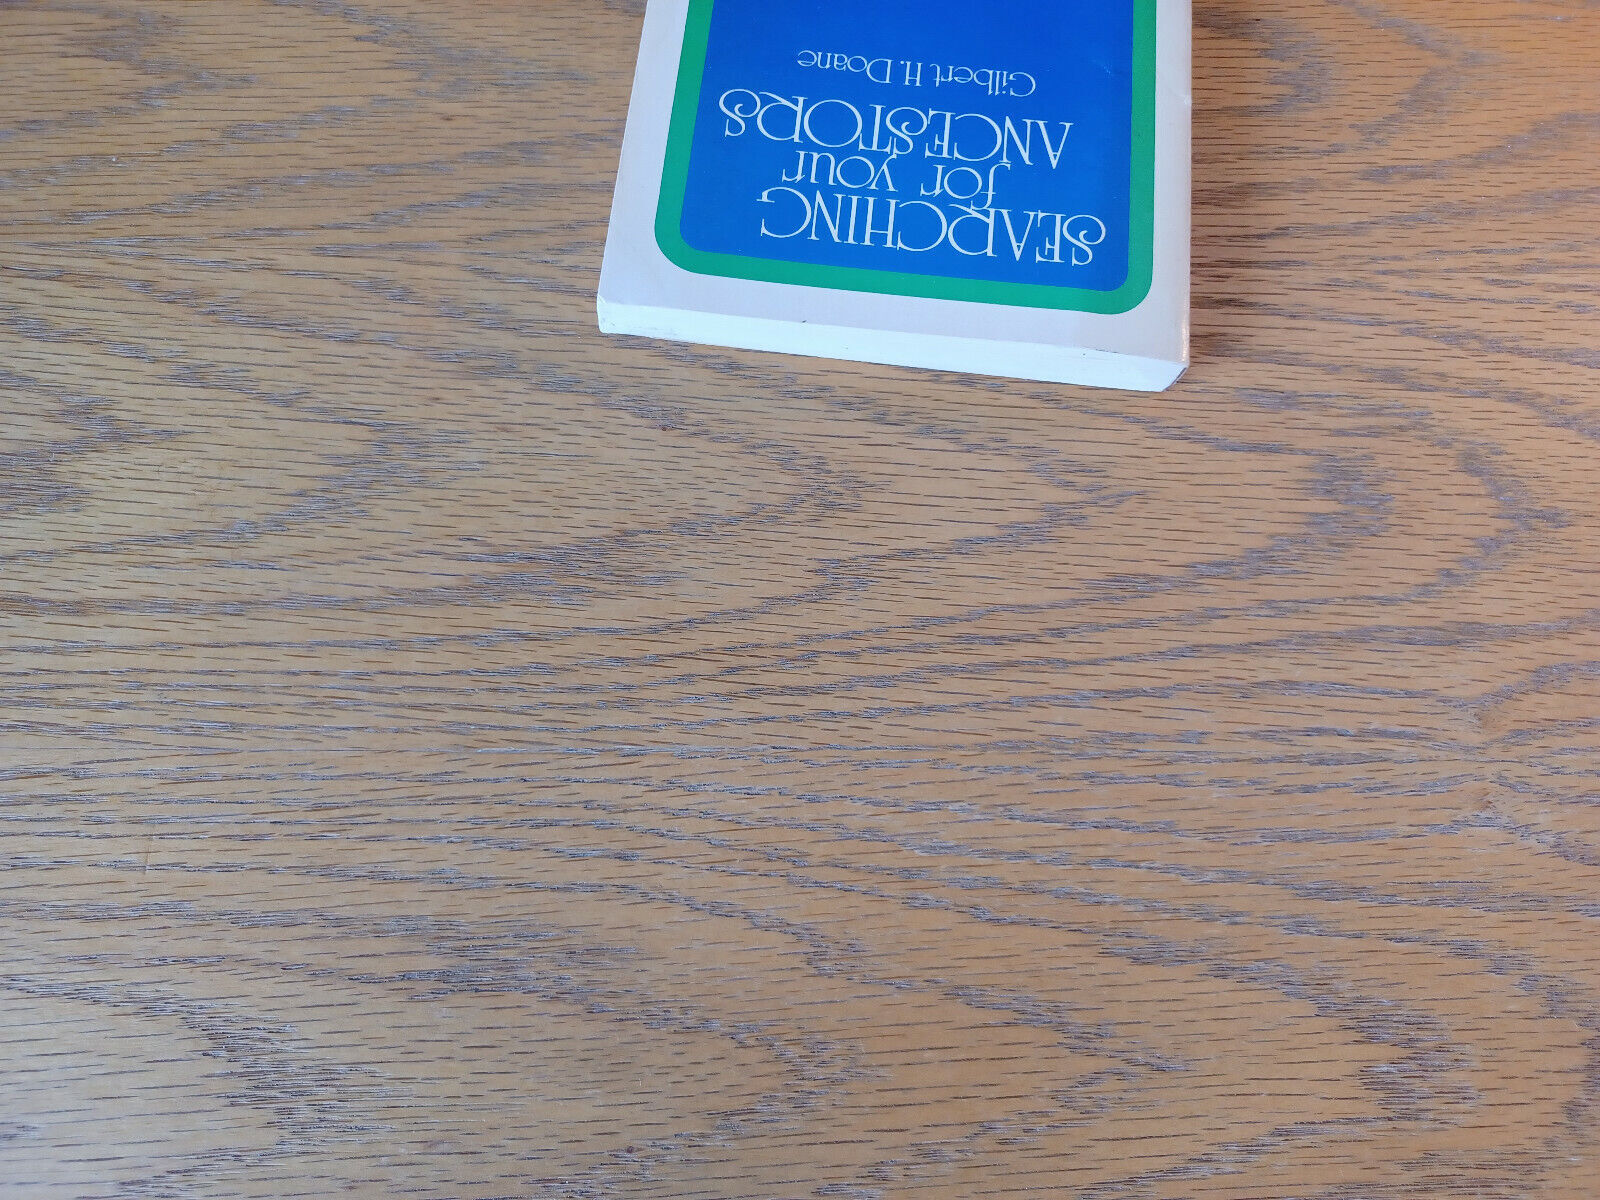 SEARCHING
for your
ANCESTORS
Gilbert H. Doane